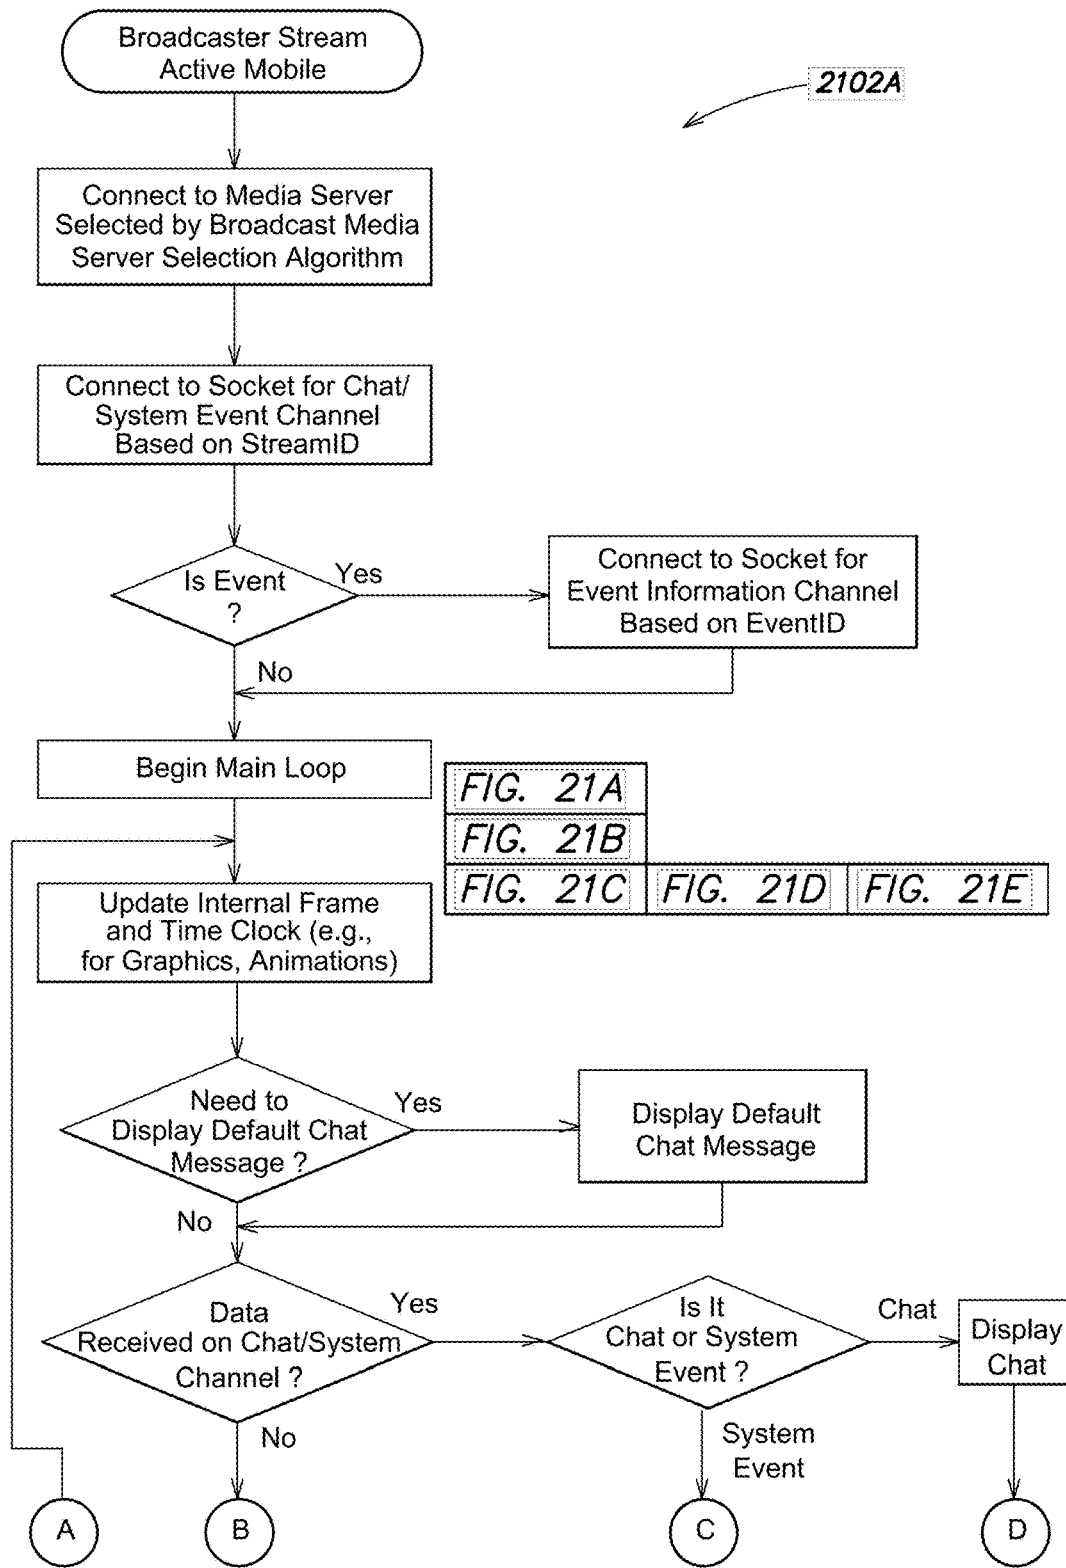 Broadcaster Stream
Active Mobile
2102A
Connect to Media Server
Selected by Broadcast Media
Server Selection Algorithm
Connect to Socket for Chat/
System Event Channel
Based on StreamID
Is Event
?
Yes
Connect to Socket for
Event Information Channel
Based on EventID
No
Begin Main Loop
FIG. 21A
FIG. 21B
FIG. 21C
FIG. 21D
FIG. 21E
Update Internal Frame
and Time Clock (e.g.,
for Graphics, Animations)
Need to
Display Default Chat
Message ?
Yes
Display Default
Chat Message
No
Data
Received on Chat/System
Channel ?
Yes
Is It
Chat or System
Event ?
Chat
Display
Chat
No
System
Event
A
B
C
D